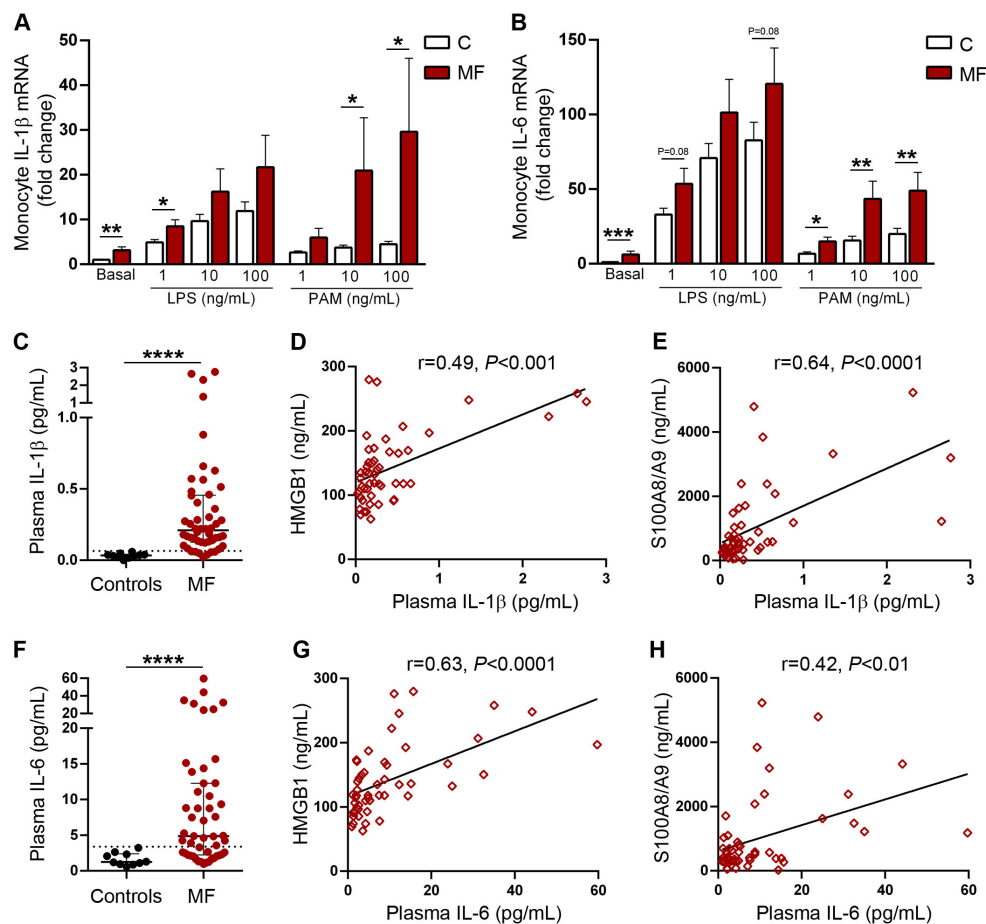 A
Monocyte IL-1β mRNA
(fold change)
50
40
30
20
10
0
C
MF
**
*
*
*
Basal
1
10
100
1
10
100
LPS (ng/mL)
PAM (ng/mL)
B
Monocyte IL-6 mRNA
(fold change)
150
100
50
0
C
MF
***
P=0.08
P=0.08
*
**
**
Basal
1
10
100
1
10
100
LPS (ng/mL)
PAM (ng/mL)
C
Plasma IL-1β (pg/mL)
3
2
1
1.0
0.5
0.0
****
Controls
MF
D
r=0.49, P<0.001
HMGB1 (ng/mL)
300
200
100
0
0
1
2
3
Plasma IL-1β (pg/mL)
E
r=0.64, P<0.0001
S100A8/A9 (ng/mL)
6000
4000
2000
0
0
1
2
3
Plasma IL-1β (pg/mL)
F
Plasma IL-6 (pg/mL)
60
40
20
20
15
10
5
0
****
Controls
MF
G
r=0.63, P<0.0001
HMGB1 (ng/mL)
300
200
100
0
0
20
40
60
Plasma IL-6 (pg/mL)
H
r=0.42, P<0.01
S100A8/A9 (ng/mL)
6000
4000
2000
0
0
20
40
60
Plasma IL-6 (pg/mL)